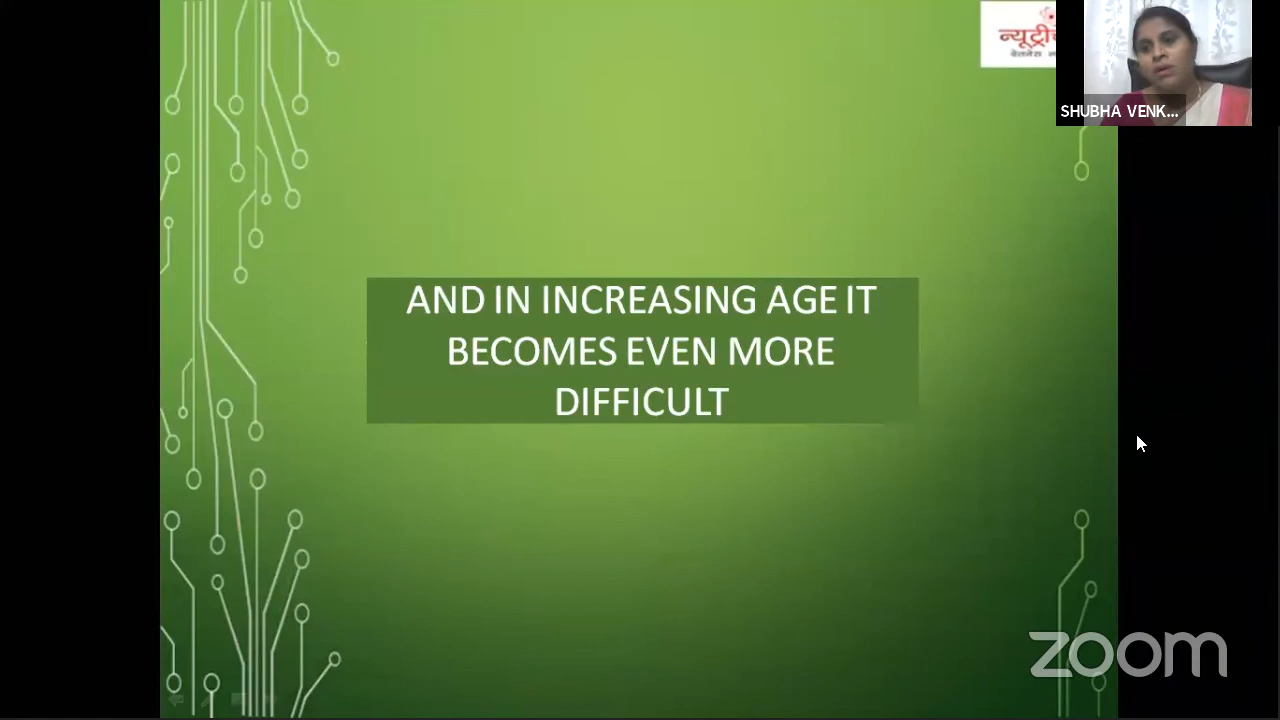 SHUBHA VENK...
AND IN INCREASING AGE IT
BECOMES EVEN MORE
DIFFICULT
zoom